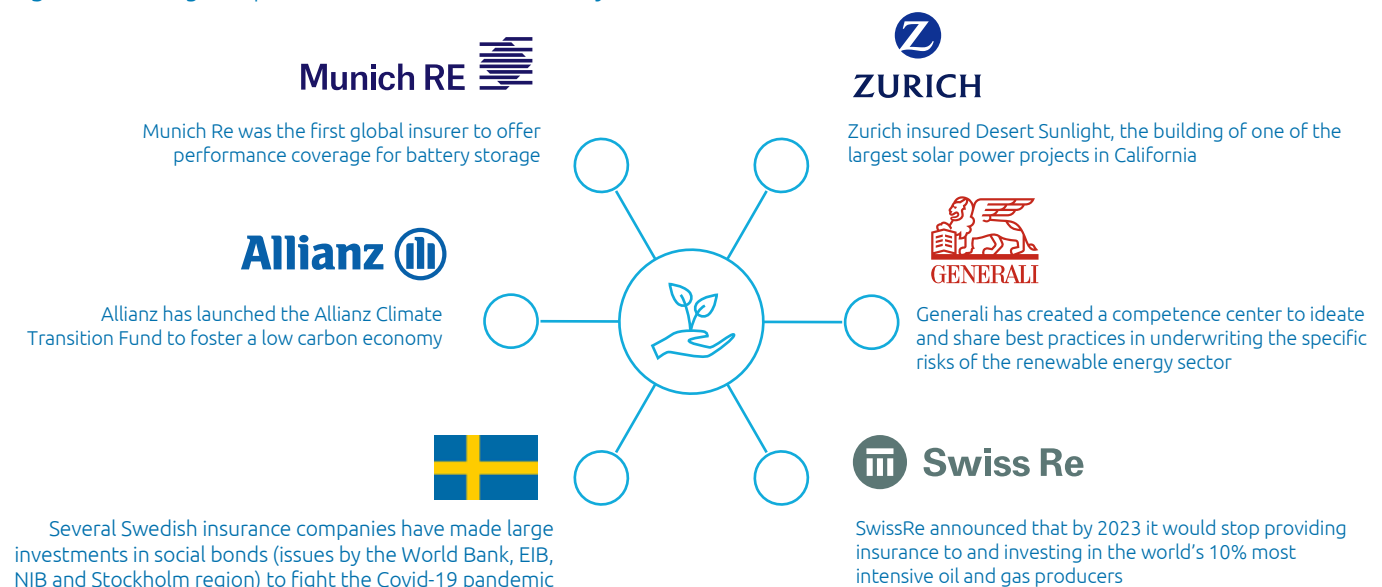 Munich RE
Munich Re was the first global insurer to offer
performance coverage for battery storage
Z
ZURICH
Zurich insured Desert Sunlight, the building of one of the
largest solar power projects in California
Allianz
Allianz has launched the Allianz Climate
Transition Fund to foster a low carbon economy
GENERALI
Generali has created a competence center to ideate
and share best practices in underwriting the specific
risks of the renewable energy sector
Several Swedish insurance companies have made large
investments in social bonds (issues by the World Bank, EIB,
NIB and Stockholm region) to fight the Covid-19 pandemic
Swiss Re
SwissRe announced that by 2023 it would stop providing
insurance to and investing in the world's 10% most
intensive oil and gas producers